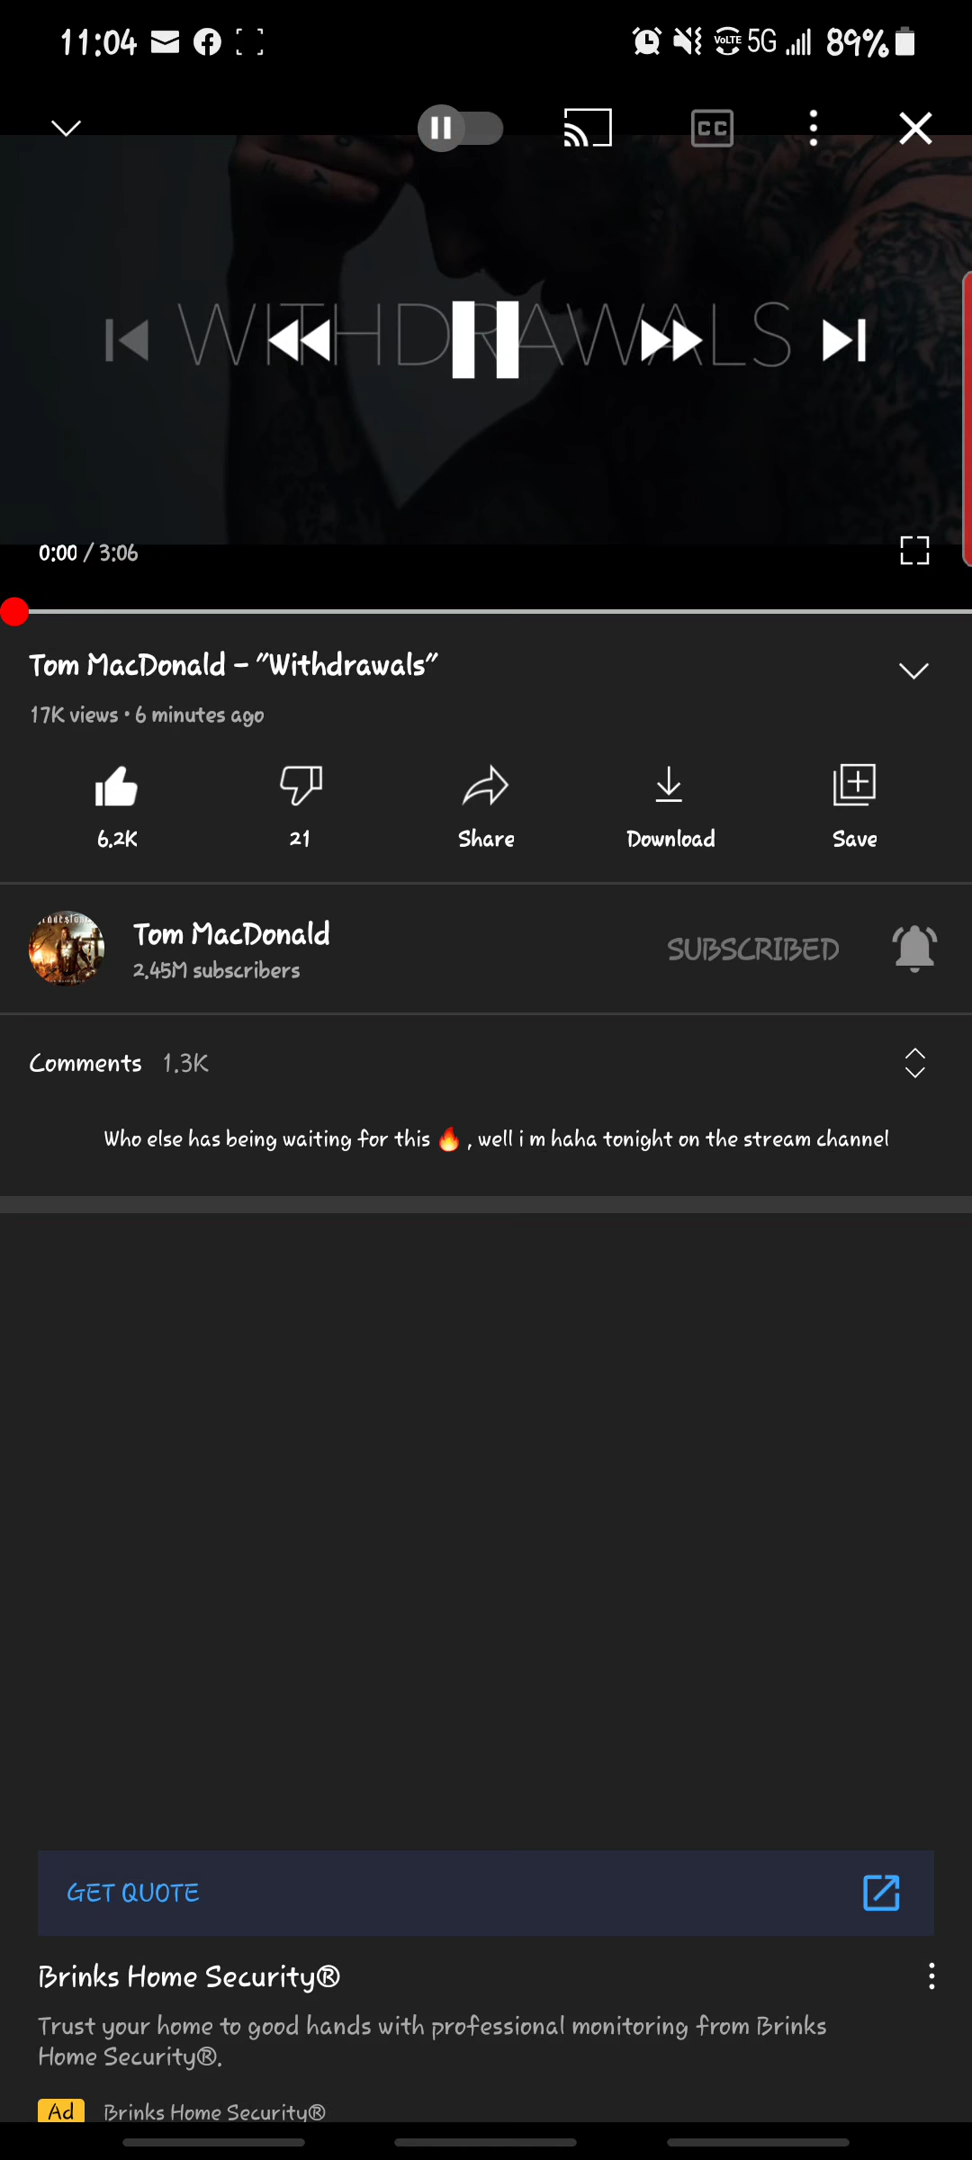 11:04 VoLTE 5G 89%
CC
WITHDRAWALS
0:00 / 3:06
Tom MacDonald - "Withdrawals"
17K views • 6 minutes ago
6.2K 21 Share Download Save
Tom MacDonald
2.45M subscribers
SUBSCRIBED
Comments 1.3K
Who else has being waiting for this 🔥 , well i m haha tonight on the stream channel
GET QUOTE
Brinks Home Security®
Trust your home to good hands with professional monitoring from Brinks
Home Security®.
Ad Brinks Home Security®